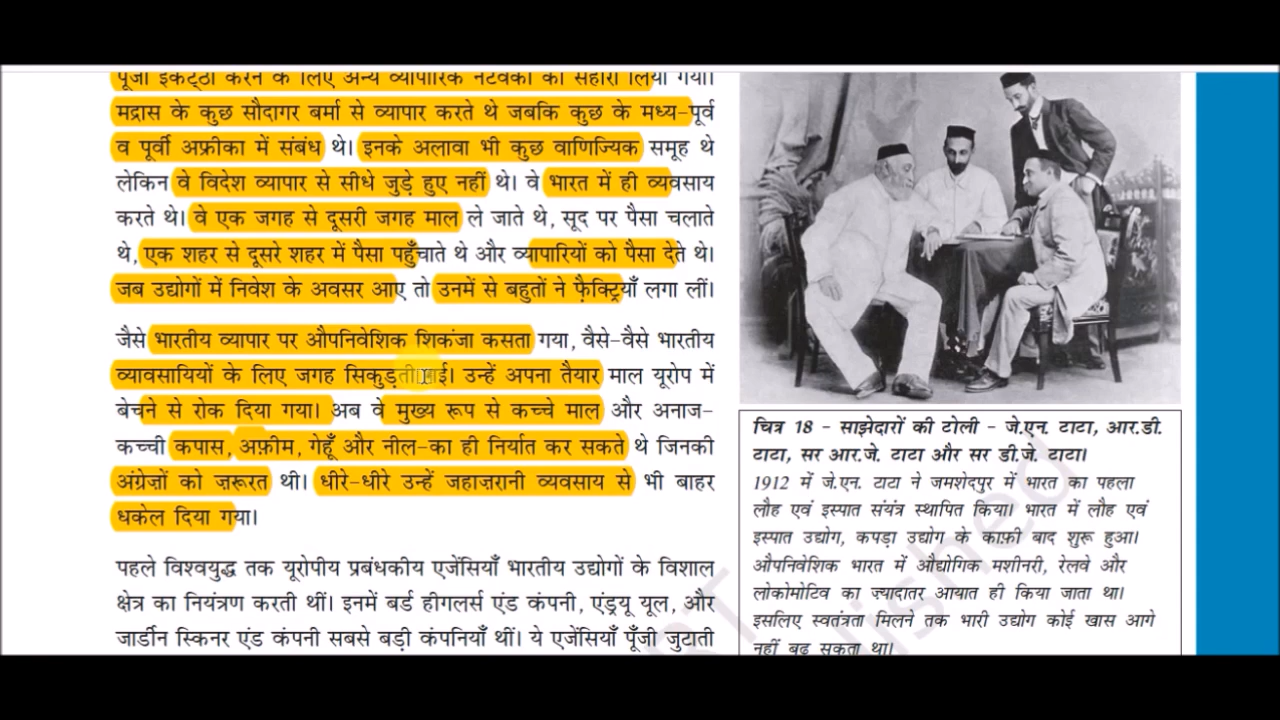 पूँजी इकट्ठा करने के लिए अन्य व्यापारिक नेटवर्कों का सहारा लिया गया।
मद्रास के कुछ सौदागर बर्मा से व्यापार करते थे जबकि कुछ के मध्य-पूर्व
व पूर्वी अफ्रीका में संबंध थे। इनके अलावा भी कुछ वाणिज्यिक समूह थे
लेकिन वे विदेश व्यापार से सीधे जुड़े हुए नहीं थे। वे भारत में ही व्यवसाय
करते थे। वे एक जगह से दूसरी जगह माल ले जाते थे, सूद पर पैसा चलाते
थे, एक शहर से दूसरे शहर में पैसा पहुँचाते थे और व्यापारियों को पैसा देते थे।
जब उद्योगों में निवेश के अवसर आए तो उनमें से बहुतों ने फ़ैक्ट्रियाँ लगा लीं।
जैसे भारतीय व्यापार पर औपनिवेशिक शिकंजा कसता गया, वैसे-वैसे भारतीय
व्यावसायियों के लिए जगह सिकुड़ती गई। उन्हें अपना तैयार माल यूरोप में
बेचने से रोक दिया गया। अब वे मुख्य रूप से कच्चे माल और अनाज-
कच्ची कपास, अफ़ीम, गेहूँ और नील-का ही निर्यात कर सकते थे जिनकी
अंग्रेज़ों को ज़रूरत थी। धीरे-धीरे उन्हें जहाज़रानी व्यवसाय से भी बाहर
धकेल दिया गया।
पहले विश्वयुद्ध तक यूरोपीय प्रबंधकीय एजेंसियाँ भारतीय उद्योगों के विशाल
क्षेत्र का नियंत्रण करती थीं। इनमें बर्ड हीगलर्स एंड कंपनी, एंड्रयू यूल, और
जार्डीन स्किनर एंड कंपनी सबसे बड़ी कंपनियाँ थीं। ये एजेंसियाँ पूँजी जुटाती
चित्र 18 - साझेदारों की टोली - जे.एन. टाटा, आर.डी.
टाटा, सर आर.जे. टाटा और सर डी.जे. टाटा।
1912 में जे.एन. टाटा ने जमशेदपुर में भारत का पहला
लौह एवं इस्पात संयंत्र स्थापित किया। भारत में लौह एवं
इस्पात उद्योग, कपड़ा उद्योग के काफ़ी बाद शुरू हुआ।
औपनिवेशिक भारत में औद्योगिक मशीनरी, रेलवे और
लोकोमोटिव का ज़्यादातर आयात ही किया जाता था।
इसलिए स्वतंत्रता मिलने तक भारी उद्योग कोई खास आगे
नहीं बढ़ सकता था।